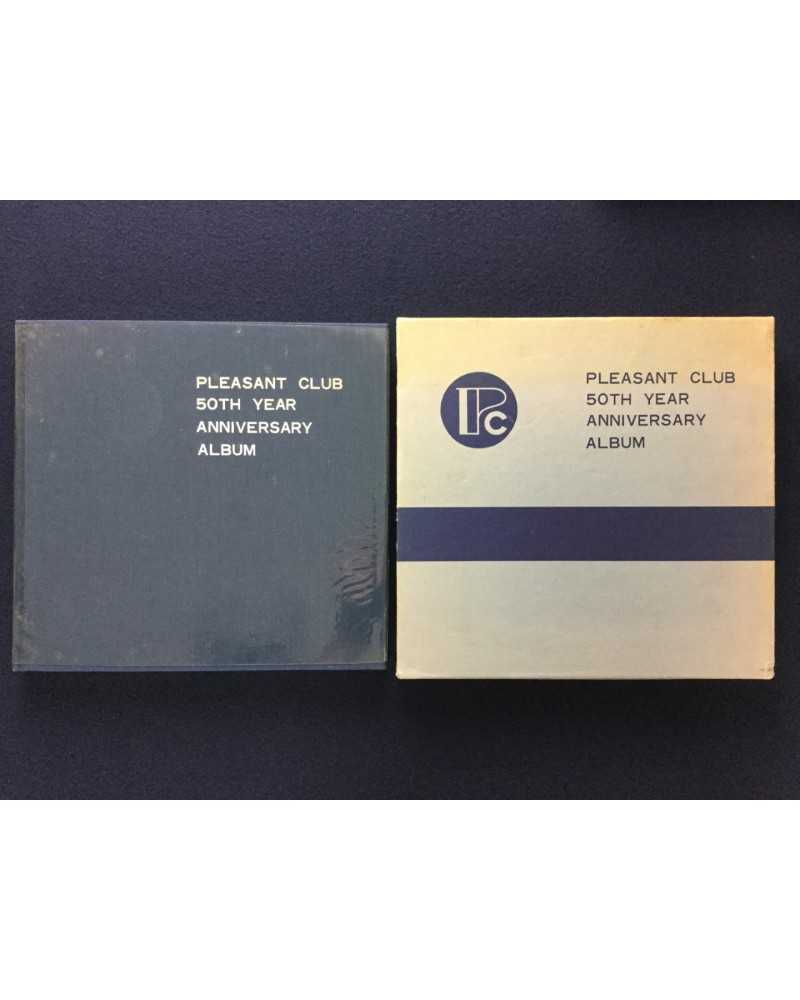 PLEASANT CLUB
50TH YEAR
ANNIVERSARY
ALBUM
PC
PLEASANT CLUB
50TH YEAR
ANNIVERSARY
ALBUM